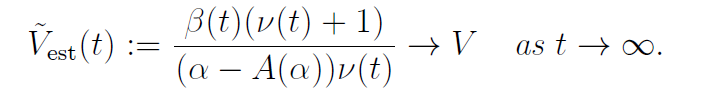 Ṽ_est(t) := β(t)(ν(t) + 1) / (α − A(α))ν(t) → V as t → ∞.